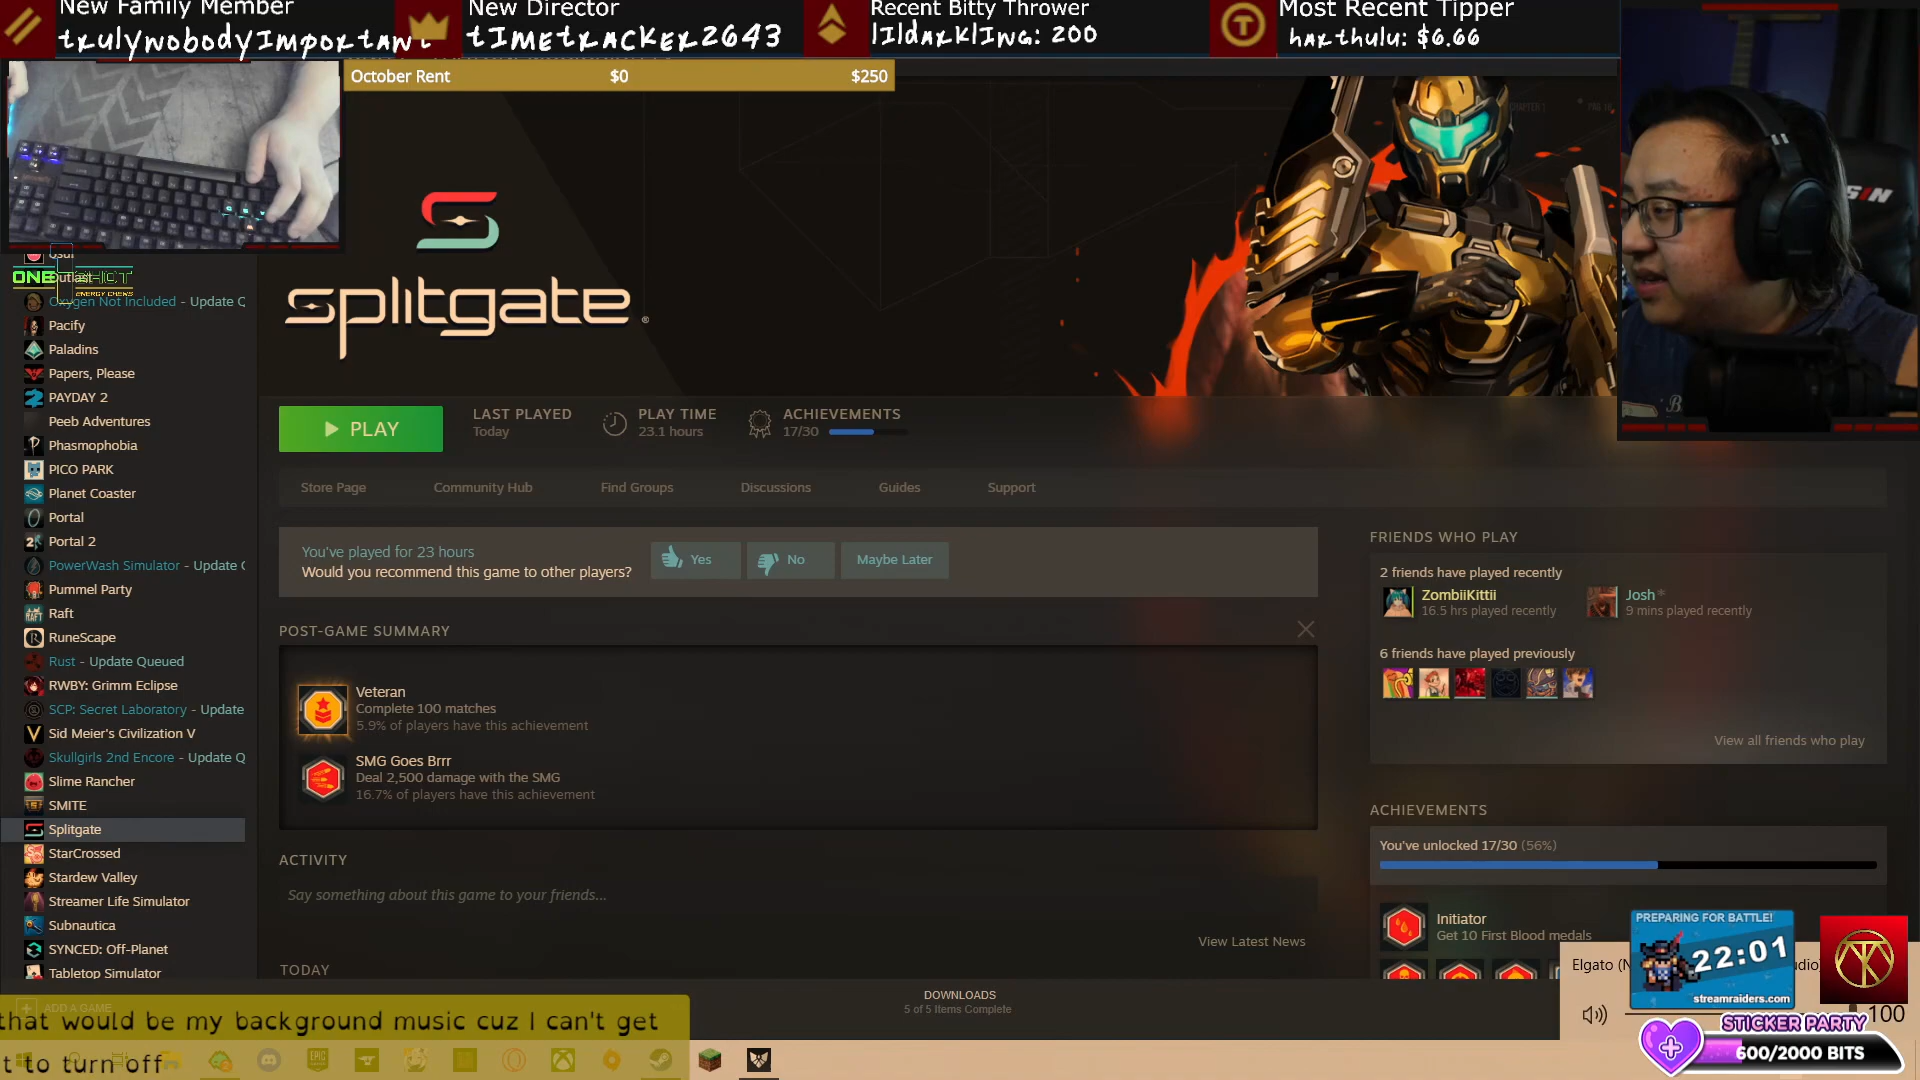 New Family Member
trulynobodyimportant
New Director
timetracker2643
Recent Bitty Thrower
lildarkling: 200
Most Recent Tipper
harthulu: $6.66
October Rent $0 $250
CHAPTER 1
SIN
splitgate
osu!
Outlast
ONE SHOT
ENERGY CHEWS
Oxygen Not Included - Update Q
Pacify
Paladins
Papers, Please
PAYDAY 2
Peeb Adventures
Phasmophobia
PICO PARK
Planet Coaster
Portal
Portal 2
PowerWash Simulator - Update Q
Pummel Party
Raft
RuneScape
Rust - Update Queued
RWBY: Grimm Eclipse
SCP: Secret Laboratory - Update
Sid Meier's Civilization V
Skullgirls 2nd Encore - Update Q
Slime Rancher
SMITE
Splitgate
StarCrossed
Stardew Valley
Streamer Life Simulator
Subnautica
SYNCED: Off-Planet
Tabletop Simulator
ADD A GAME
PLAY
LAST PLAYED
Today
PLAY TIME
23.1 hours
ACHIEVEMENTS
17/30
Store Page
Community Hub
Find Groups
Discussions
Guides
Support
You've played for 23 hours
Would you recommend this game to other players?
Yes
No
Maybe Later
POST-GAME SUMMARY
Veteran
Complete 100 matches
5.9% of players have this achievement
SMG Goes Brrr
Deal 2,500 damage with the SMG
16.7% of players have this achievement
ACTIVITY
Say something about this game to your friends...
View Latest News
TODAY
FRIENDS WHO PLAY
2 friends have played recently
ZombiiKittii
16.5 hrs played recently
Josh*
9 mins played recently
6 friends have played previously
View all friends who play
ACHIEVEMENTS
You've unlocked 17/30 (56%)
Initiator
Get 10 First Blood medals
DOWNLOADS
5 of 5 Items Complete
that would be my background music cuz I can't get
t to turn off
Elgato
PREPARING FOR BATTLE!
22:01
streamraiders.com
100
STICKER PARTY
600/2000 BITS